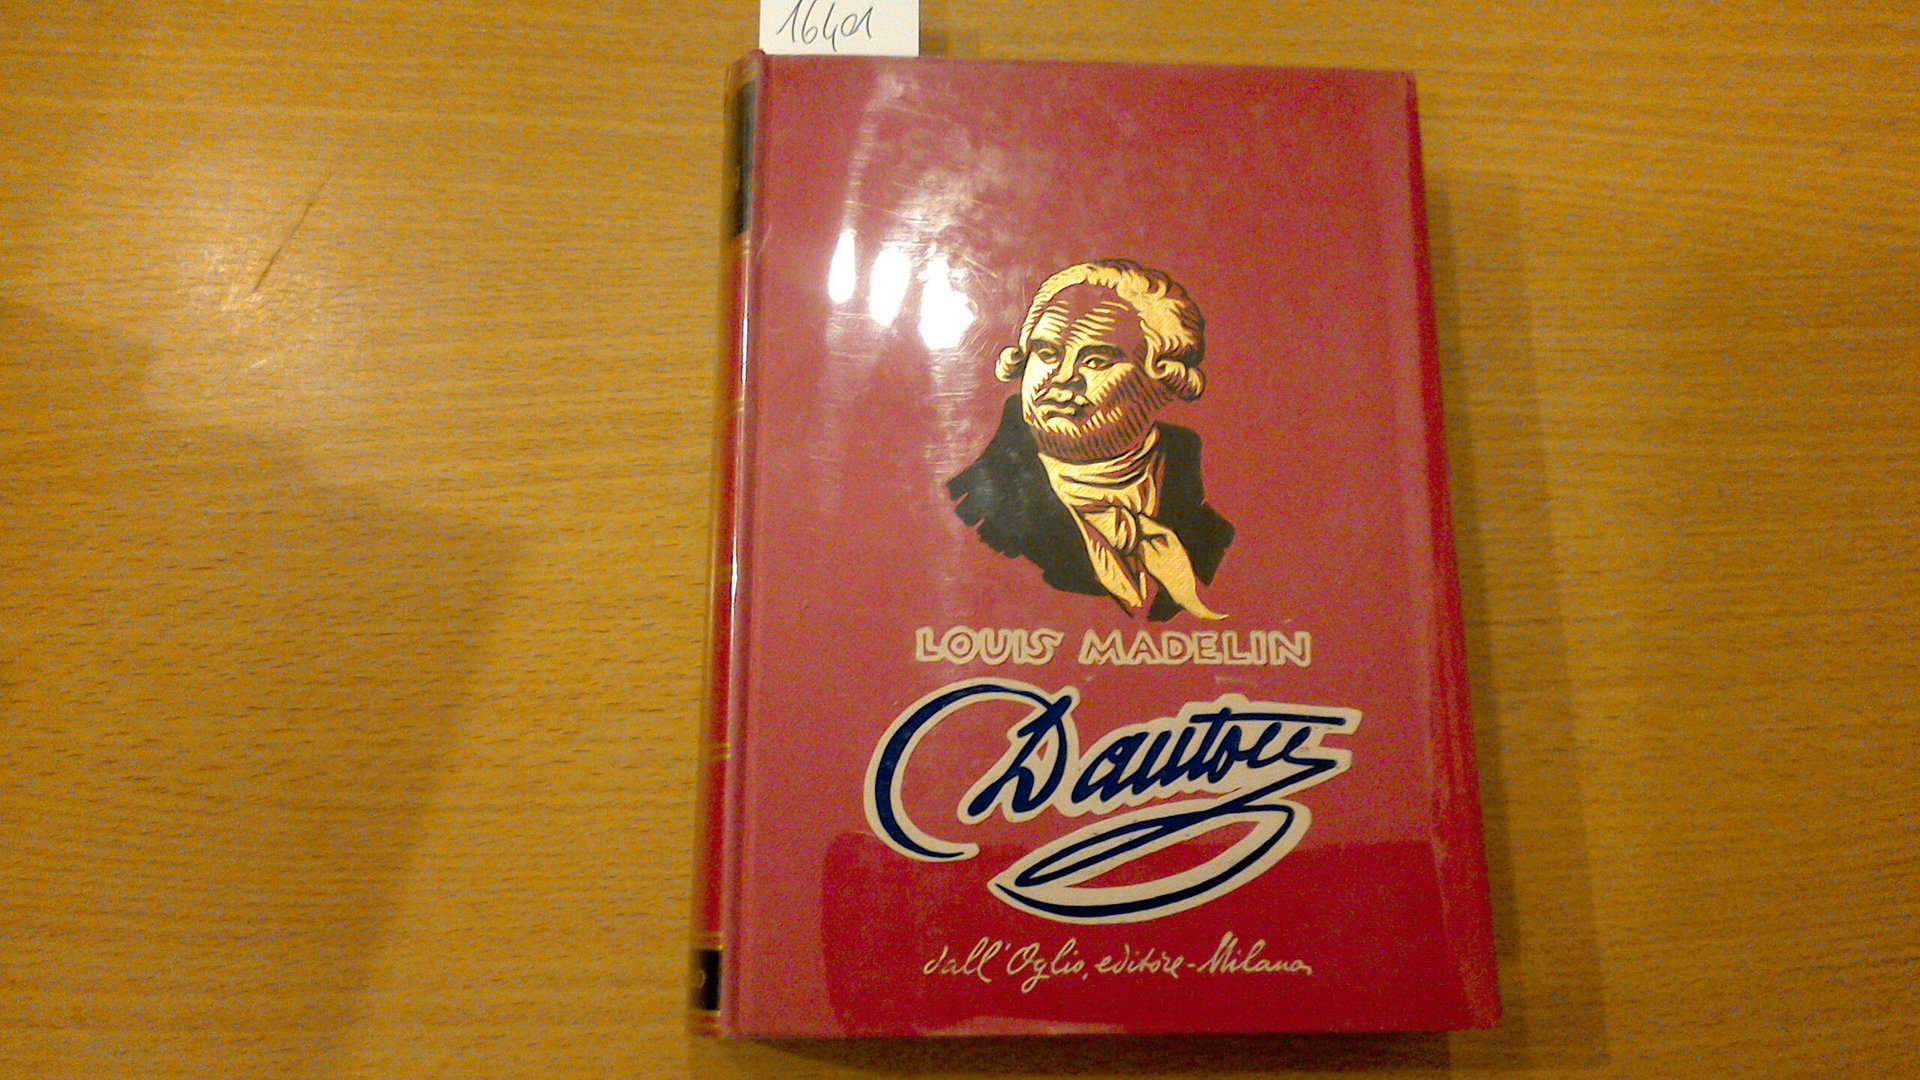 16401
LOUIS MADELIN
Danton
dall'Oglio, editore - Milano